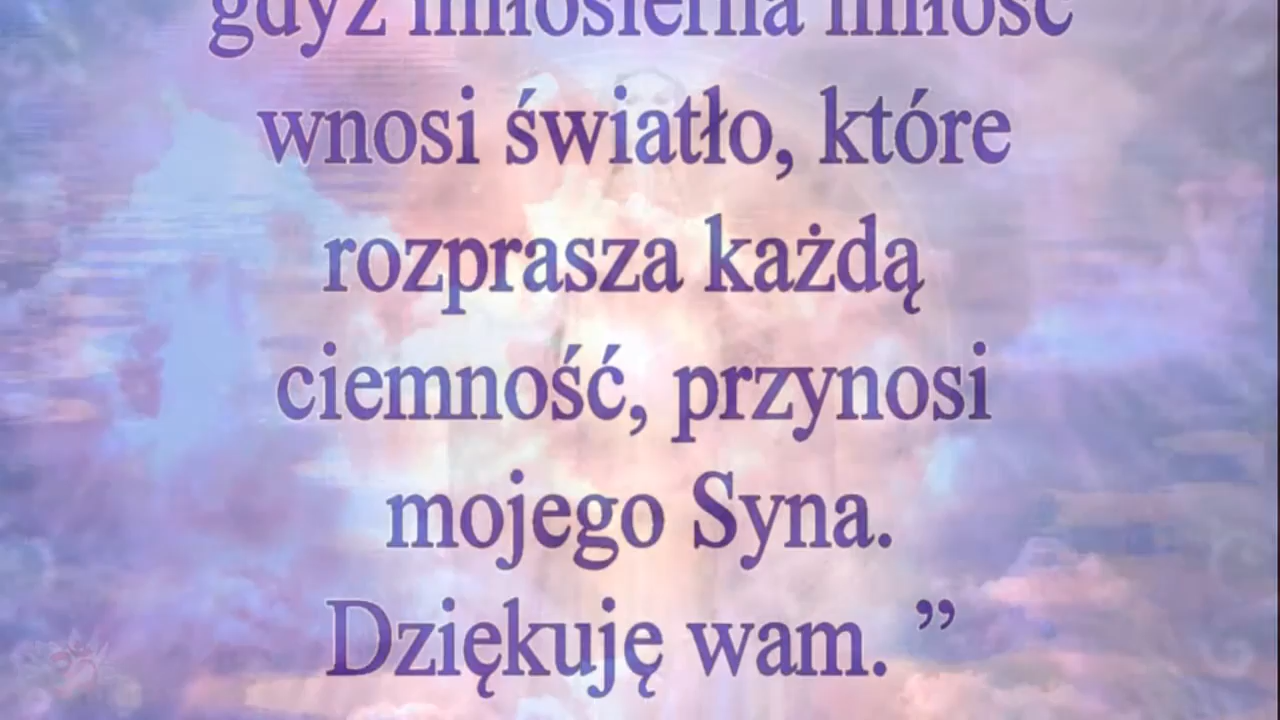 gdyż miłosierna miłość
wnosi światło, które
rozprasza każdą
ciemność, przynosi
mojego Syna.
Dziękuję wam. ”